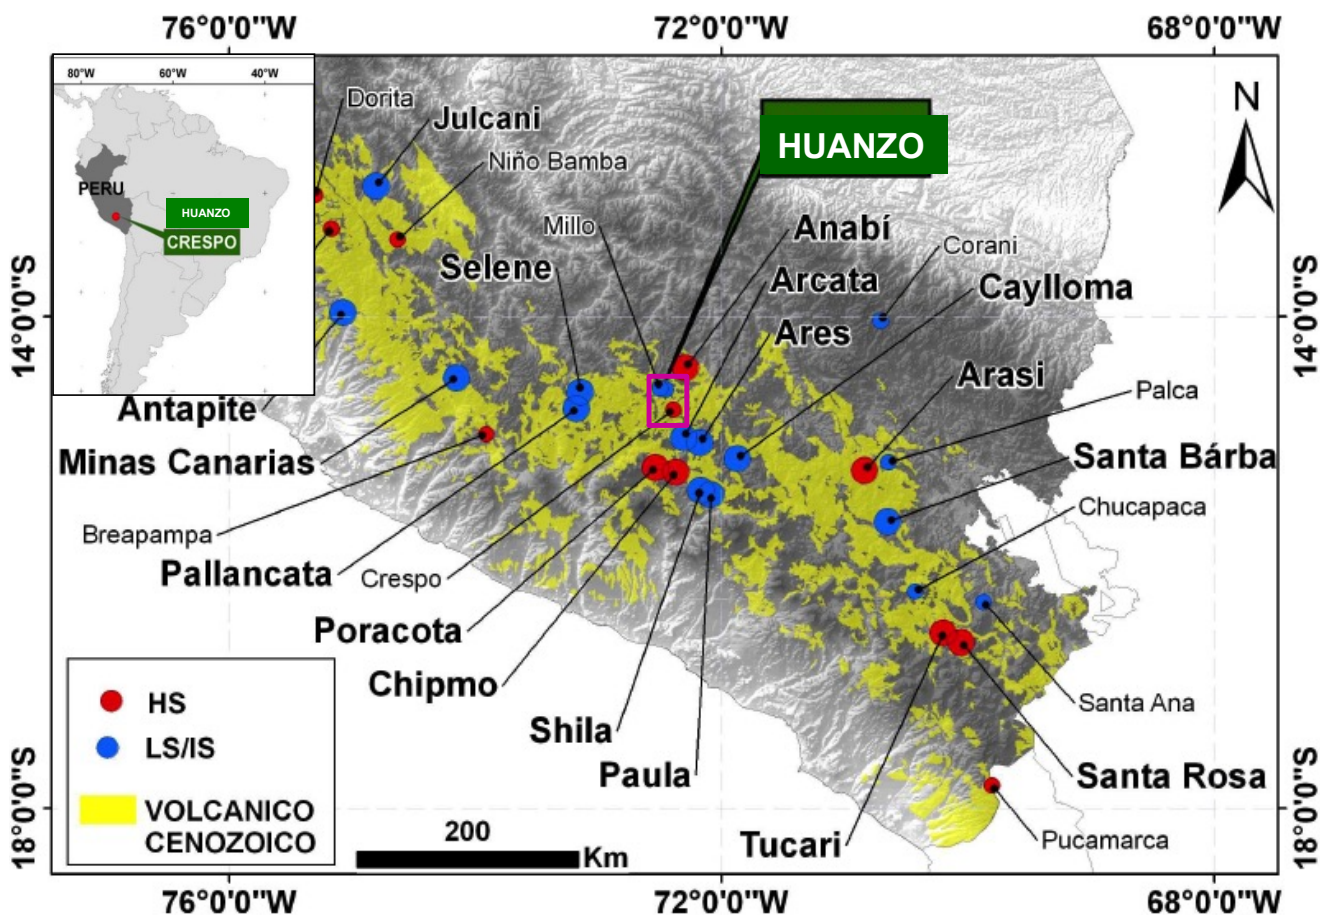 76°0'0"W
72°0'0"W
68°0'0"W
80°W
60°W
40°W
PERU
HUANZO
CRESPO
Dorita
Julcani
Niño Bamba
HUANZO
N
Millo
Anabí
Corani
Selene
Arcata
Caylloma
Ares
14°0'0"S
14°0'0"S
Arasi
Palca
Antapite
Minas Canarias
Santa Bárba
Chucapaca
Breapampa
Pallancata
Crespo
Poracota
Chipmo
Santa Ana
Shila
Paula
Santa Rosa
Tucari
Pucamarca
HS
LS/IS
VOLCANICO
CENOZOICO
200
Km
18°0'0"S
18°0'0"S
76°0'0"W
72°0'0"W
68°0'0"W